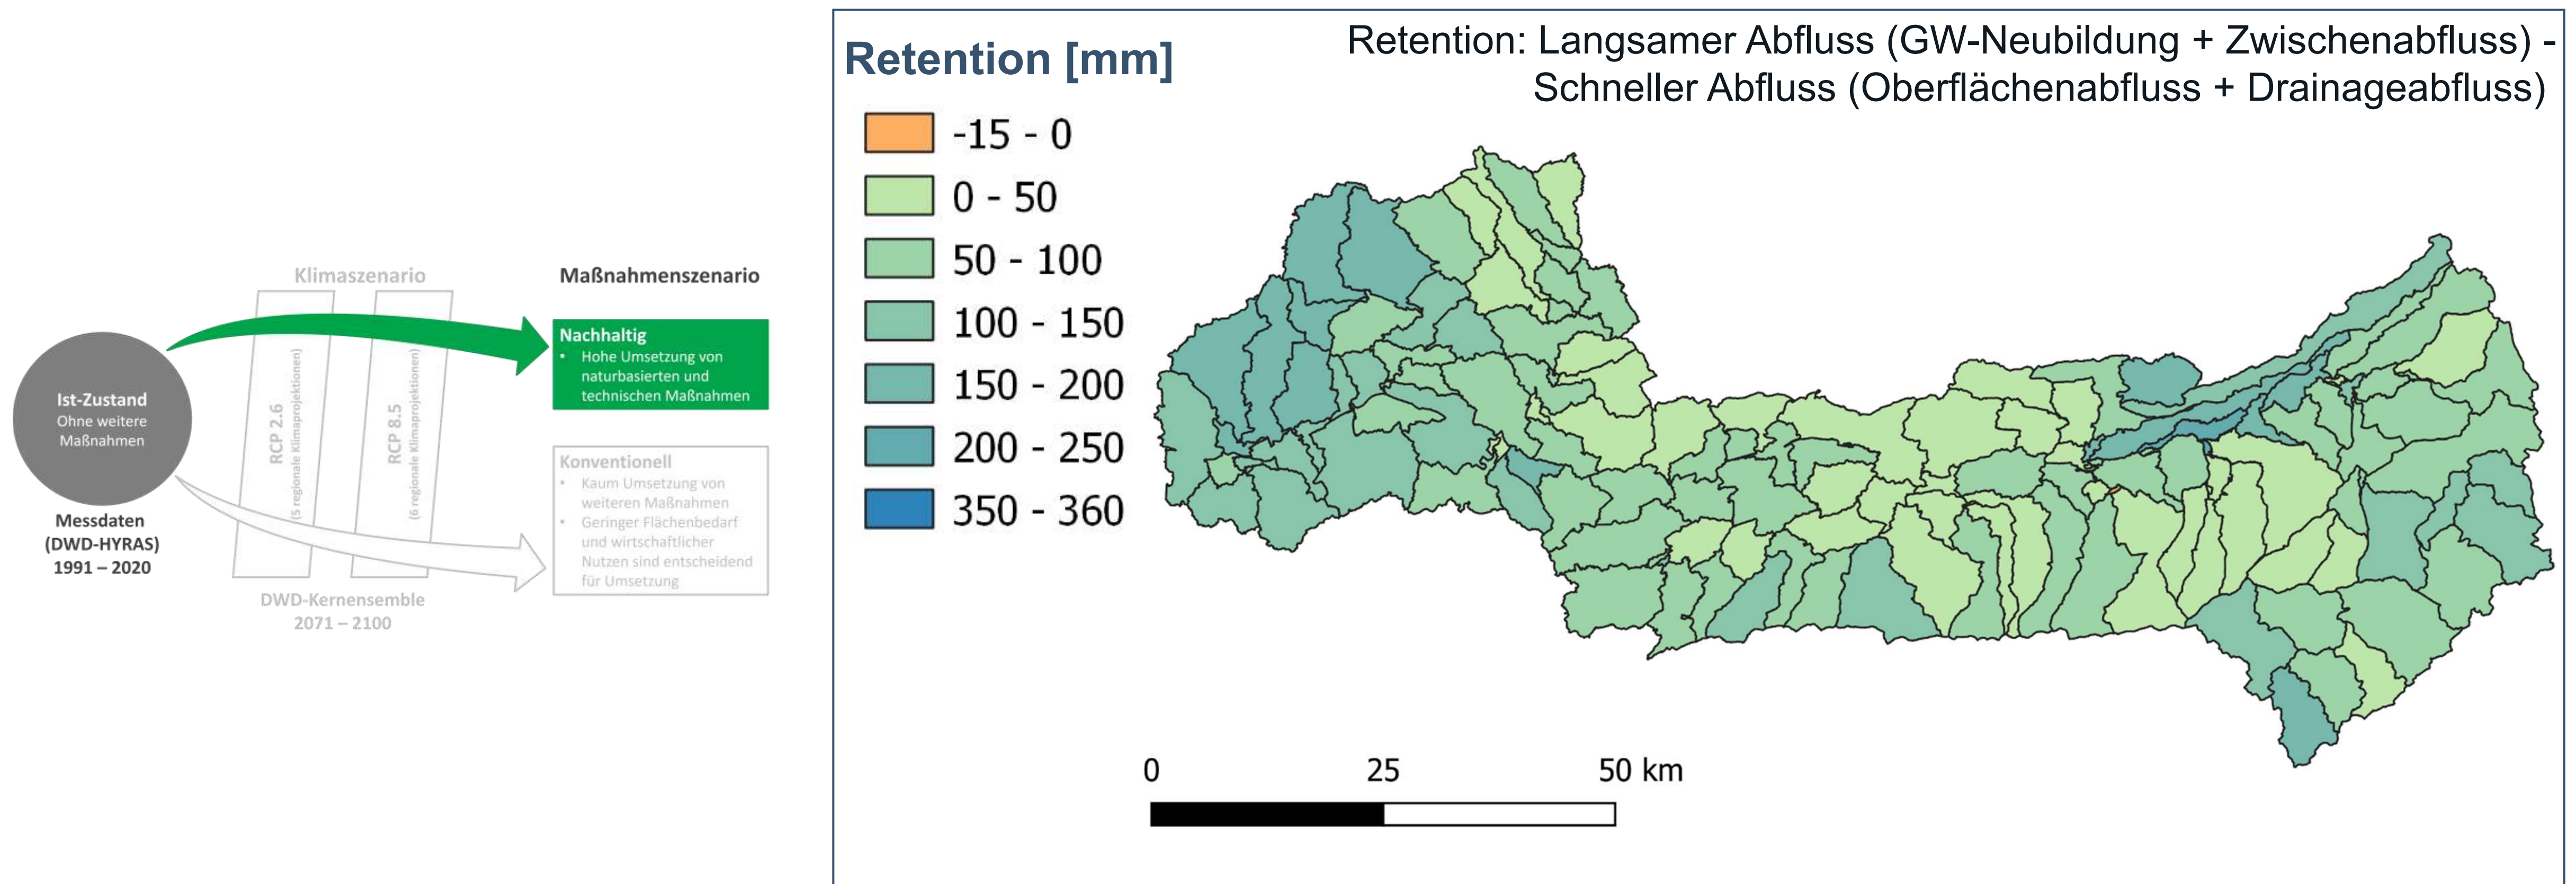 Klimaszenario
Maßnahmenszenario
Ist-Zustand
Ohne weitere
Maßnahmen
Messdaten
(DWD-HYRAS)
1991 – 2020
RCP 2.6
(5 regionale Klimaprojektionen)
RCP 8.5
(6 regionale Klimaprojektionen)
DWD-Kernensemble
2071 – 2100
Nachhaltig
• Hohe Umsetzung von
naturbasierten und
technischen Maßnahmen
Konventionell
• Kaum Umsetzung von
weiteren Maßnahmen
• Geringer Flächenbedarf
und wirtschaftlicher
Nutzen sind entscheidend
für Umsetzung
Retention [mm]
-15 - 0
0 - 50
50 - 100
100 - 150
150 - 200
200 - 250
350 - 360
Retention: Langsamer Abfluss (GW-Neubildung + Zwischenabfluss) -
Schneller Abfluss (Oberflächenabfluss + Drainageabfluss)
0 25 50 km